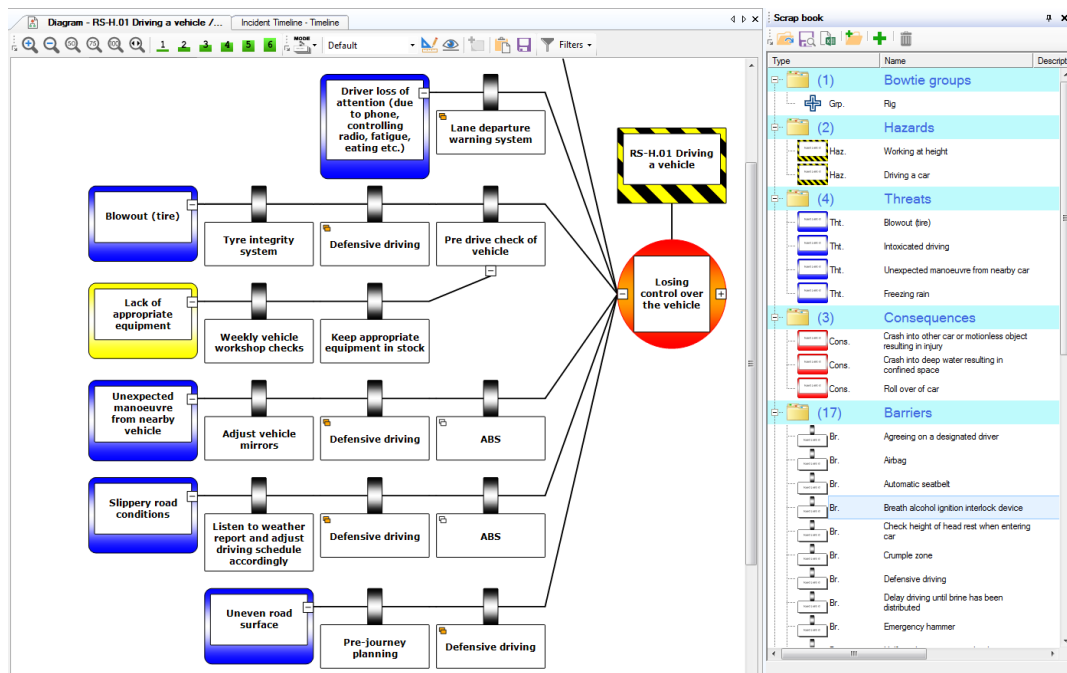 Diagram - RS-H.01 Driving a vehicle /...
Incident Timeline - Timeline
50
75
100
1
2
3
4
5
6
MODE
Default
Filters
Driver loss of
attention (due
to phone,
controlling
radio, fatigue,
eating etc.)
Lane departure
warning system
RS-H.01 Driving
a vehicle
Blowout (tire)
Tyre integrity
system
Defensive driving
Pre drive check of
vehicle
Losing
control over
the vehicle
Lack of
appropriate
equipment
Weekly vehicle
workshop checks
Keep appropriate
equipment in stock
Unexpected
manoeuvre
from nearby
vehicle
Adjust vehicle
mirrors
Defensive driving
ABS
Slippery road
conditions
Listen to weather
report and adjust
driving schedule
accordingly
Defensive driving
ABS
Uneven road
surface
Pre-journey
planning
Defensive driving
Scrap book
Type Name Descript
(1) Bowtie groups
Grp. Rig
(2) Hazards
Haz. Working at height
Haz. Driving a car
(4) Threats
Tht. Blowout (tire)
Tht. Intoxicated driving
Tht. Unexpected manoeuvre from nearby car
Tht. Freezing rain
(3) Consequences
Cons. Crash into other car or motionless object
resulting in injury
Cons. Crash into deep water resulting in
confined space
Cons. Roll over of car
(17) Barriers
Br. Agreeing on a designated driver
Br. Airbag
Br. Automatic seatbelt
Br. Breath alcohol ignition interlock device
Br. Check height of head rest when entering
car
Br. Crumple zone
Br. Defensive driving
Br. Delay driving until brine has been
distributed
Br. Emergency hammer